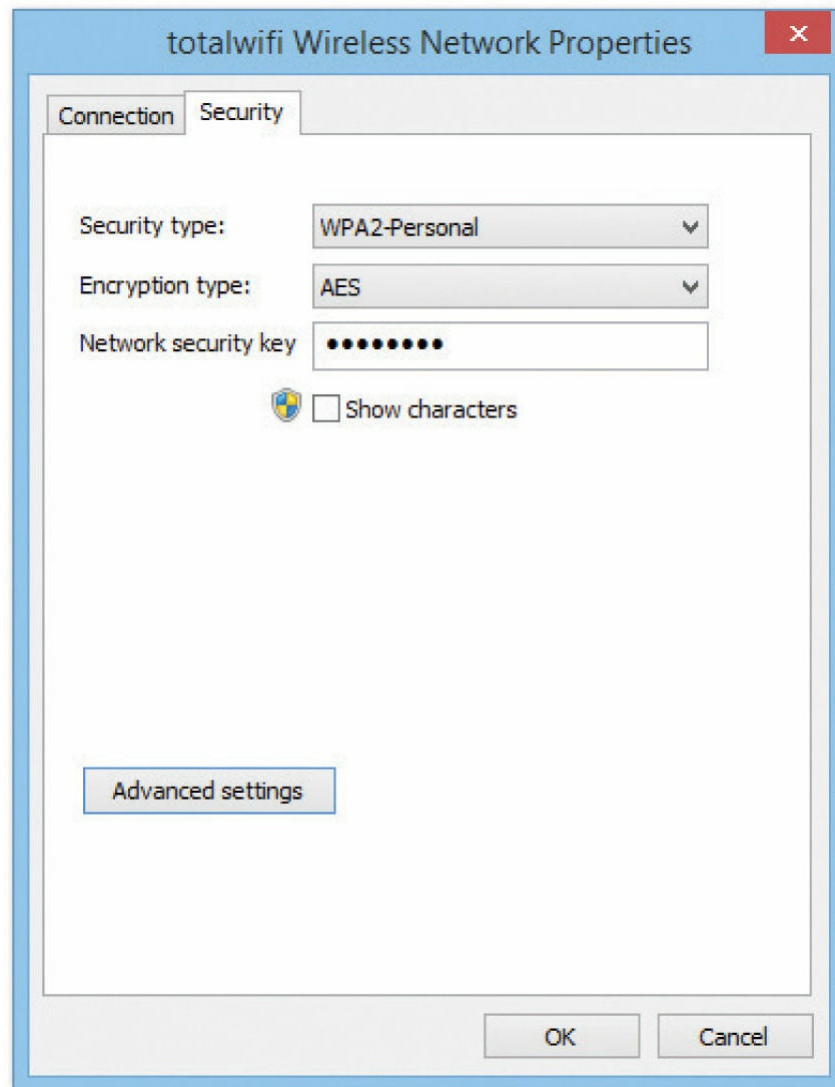 totalwifi Wireless Network Properties
Connection Security
Security type: WPA2-Personal
Encryption type: AES
Network security key ••••••••
Show characters
Advanced settings
OK Cancel